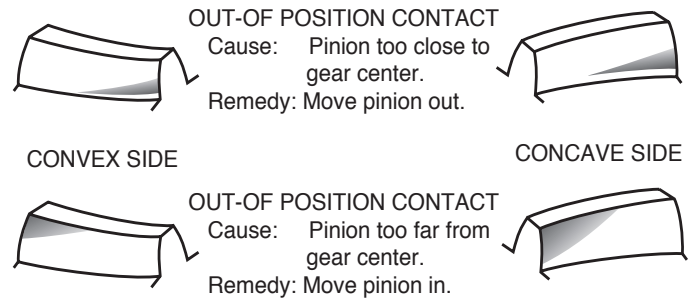 OUT-OF POSITION CONTACT
Cause: Pinion too close to
gear center.
Remedy: Move pinion out.
CONVEX SIDE
CONCAVE SIDE
OUT-OF POSITION CONTACT
Cause: Pinion too far from
gear center.
Remedy: Move pinion in.